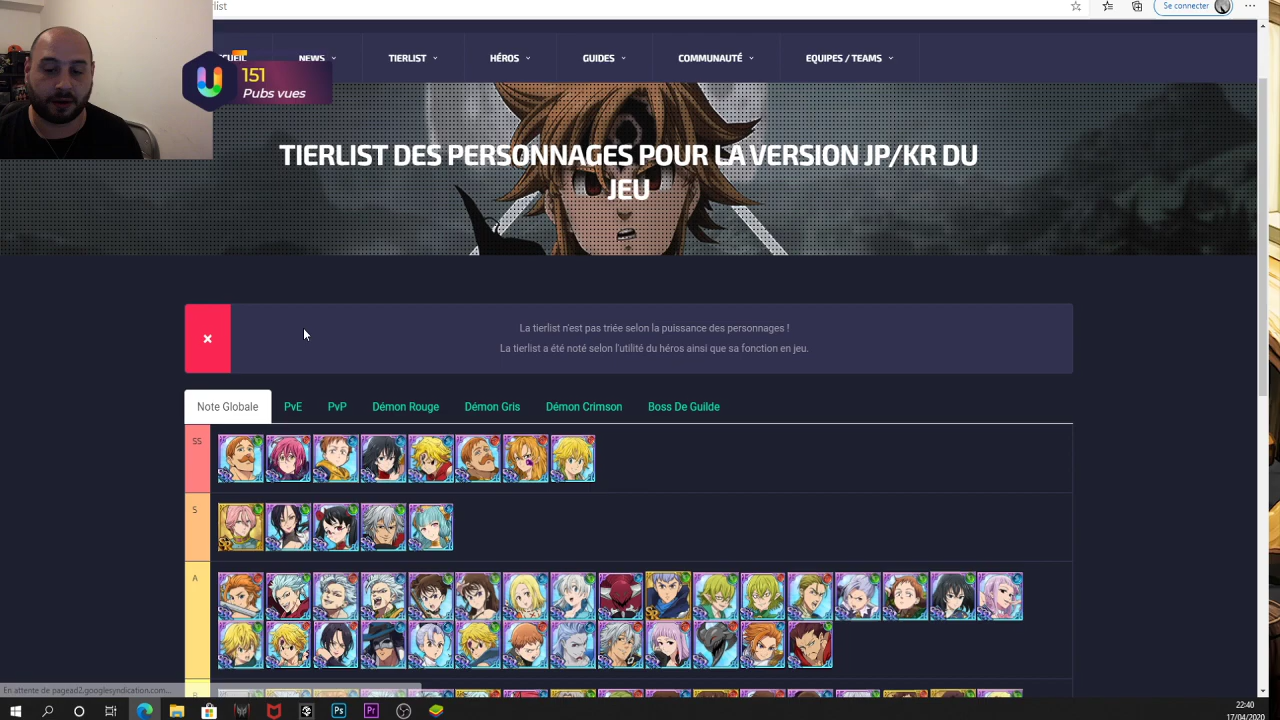 rlist
Se connecter
CUEIL
NEWS
TIERLIST
HÉROS
GUIDES
COMMUNAUTÉ
EQUIPES / TEAMS
151
Pubs vues
TIERLIST DES PERSONNAGES POUR LA VERSION JP/KR DU
JEU
La tierlist n'est pas triée selon la puissance des personnages !
La tierlist a été noté selon l'utilité du héros ainsi que sa fonction en jeu.
Note Globale
PvE
PvP
Démon Rouge
Démon Gris
Démon Crimson
Boss De Guilde
SS
S
A
B
En attente de pagead2.googlesyndication.com...
22:40
17/04/2020